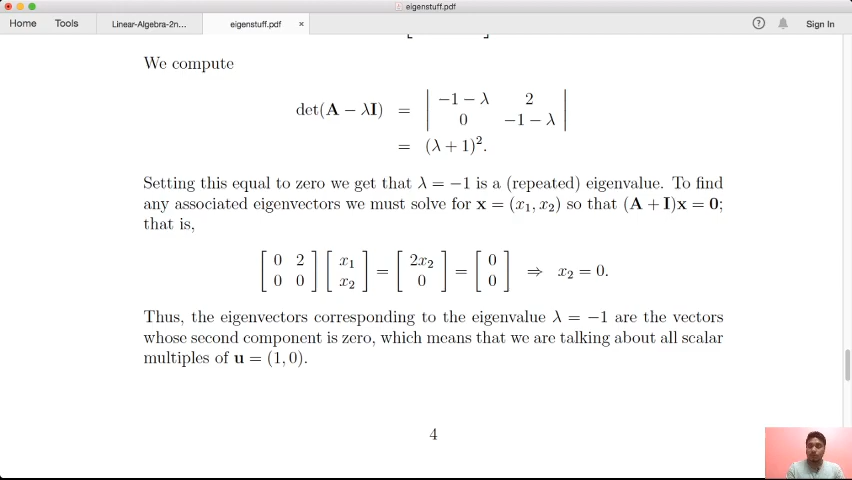 eigenstuff.pdf
Home Tools Linear-Algebra-2n... eigenstuff.pdf × ? Sign In
We compute
det(A − λI) = | −1 − λ 2 |
| 0 −1 − λ |
= (λ + 1)².
Setting this equal to zero we get that λ = −1 is a (repeated) eigenvalue. To find
any associated eigenvectors we must solve for x = (x₁, x₂) so that (A + I)x = 0;
that is,
[ 0 2 ] [ x₁ ] = [ 2x₂ ] = [ 0 ] ⇒ x₂ = 0.
[ 0 0 ] [ x₂ ] [ 0 ] [ 0 ]
Thus, the eigenvectors corresponding to the eigenvalue λ = −1 are the vectors
whose second component is zero, which means that we are talking about all scalar
multiples of u = (1, 0).
4